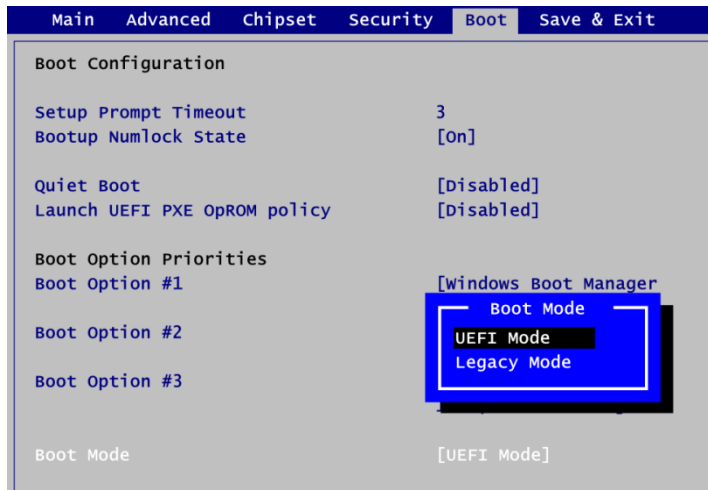 Main Advanced Chipset Security Boot Save & Exit
Boot Configuration
Setup Prompt Timeout 3
Bootup Numlock State [On]
Quiet Boot [Disabled]
Launch UEFI PXE OpROM policy [Disabled]
Boot Option Priorities
Boot Option #1 [Windows Boot Manager
Boot Mode
Boot Option #2
UEFI Mode
Legacy Mode
Boot Option #3
Boot Mode [UEFI Mode]